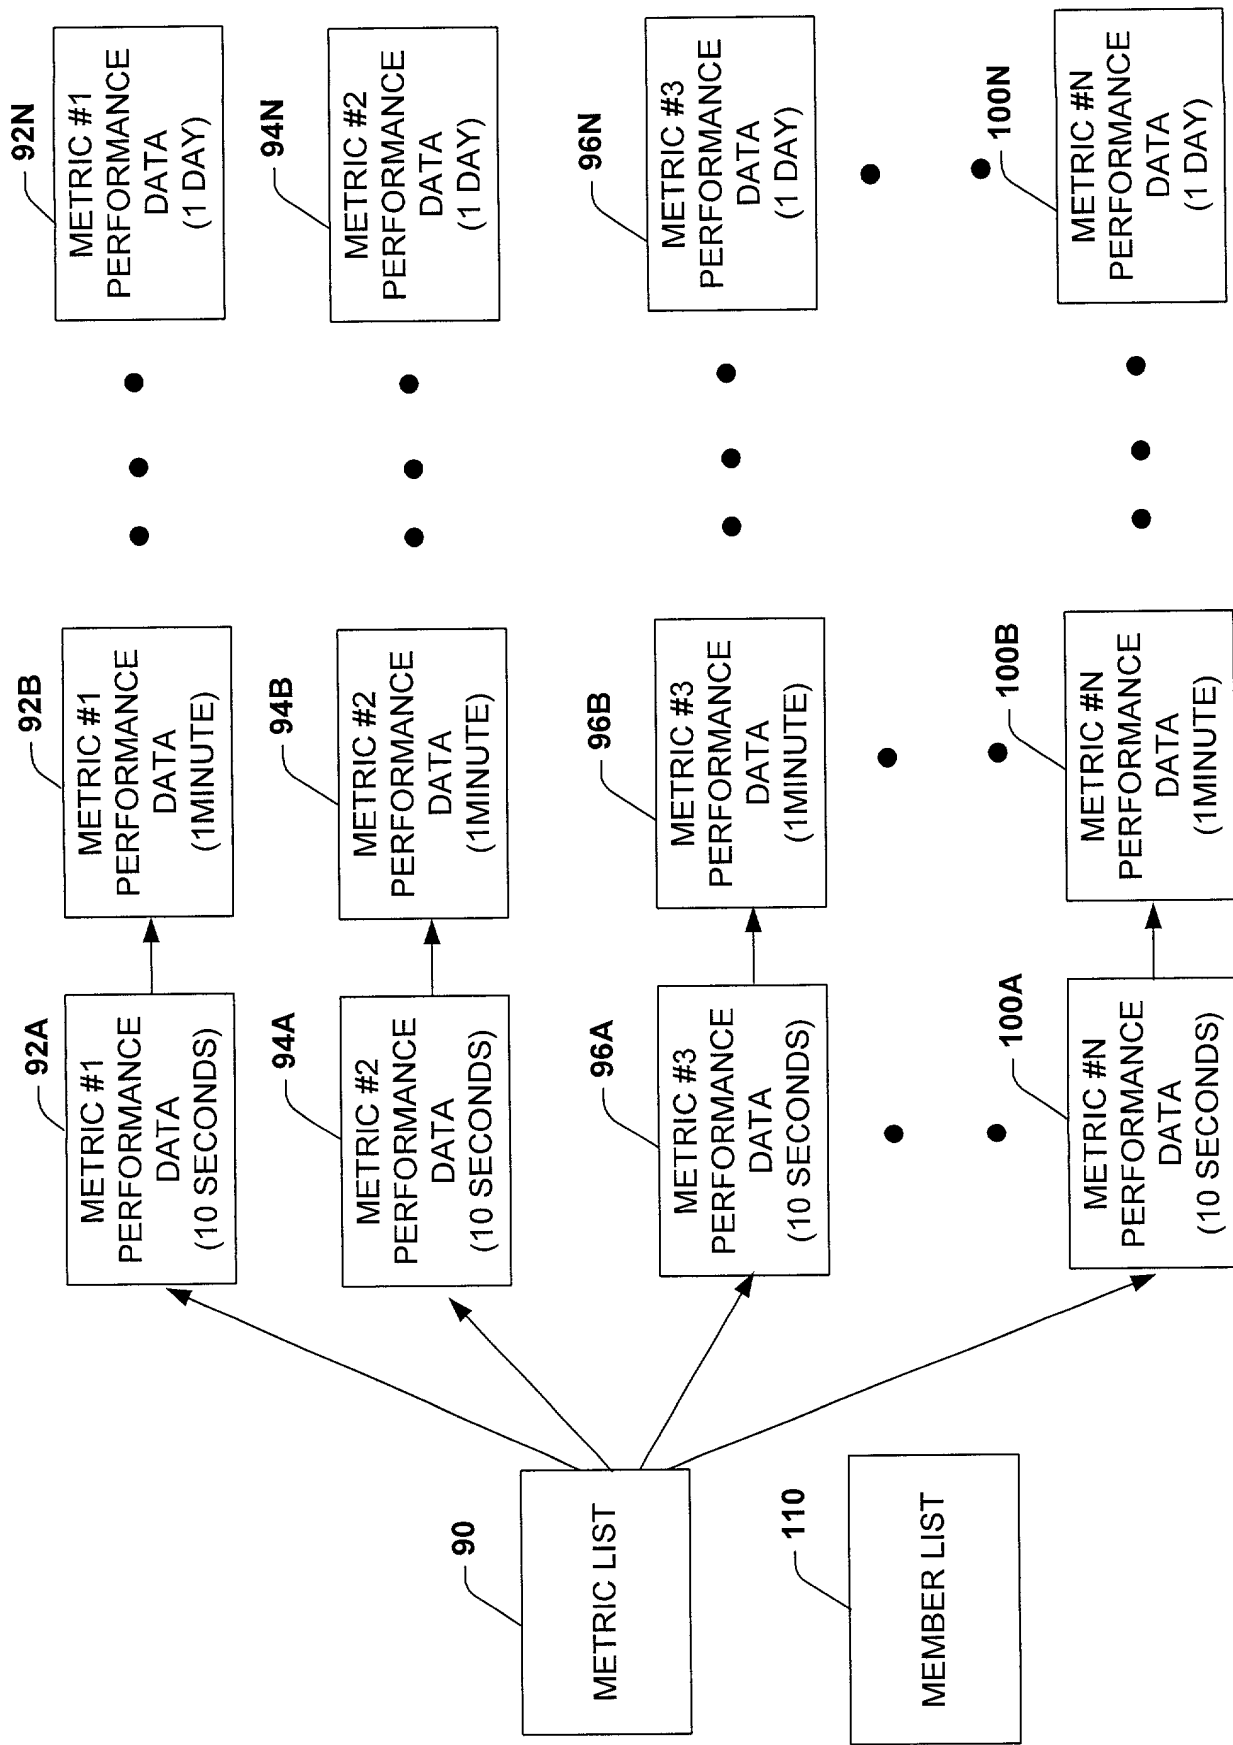 90
METRIC LIST
110
MEMBER LIST
92A
METRIC #1
PERFORMANCE
DATA
(10 SECONDS)
92B
METRIC #1
PERFORMANCE
DATA
(1MINUTE)
92N
METRIC #1
PERFORMANCE
DATA
(1 DAY)
94A
METRIC #2
PERFORMANCE
DATA
(10 SECONDS)
94B
METRIC #2
PERFORMANCE
DATA
(1MINUTE)
94N
METRIC #2
PERFORMANCE
DATA
(1 DAY)
96A
METRIC #3
PERFORMANCE
DATA
(10 SECONDS)
96B
METRIC #3
PERFORMANCE
DATA
(1MINUTE)
96N
METRIC #3
PERFORMANCE
DATA
(1 DAY)
100A
METRIC #N
PERFORMANCE
DATA
(10 SECONDS)
100B
METRIC #N
PERFORMANCE
DATA
(1MINUTE)
100N
METRIC #N
PERFORMANCE
DATA
(1 DAY)